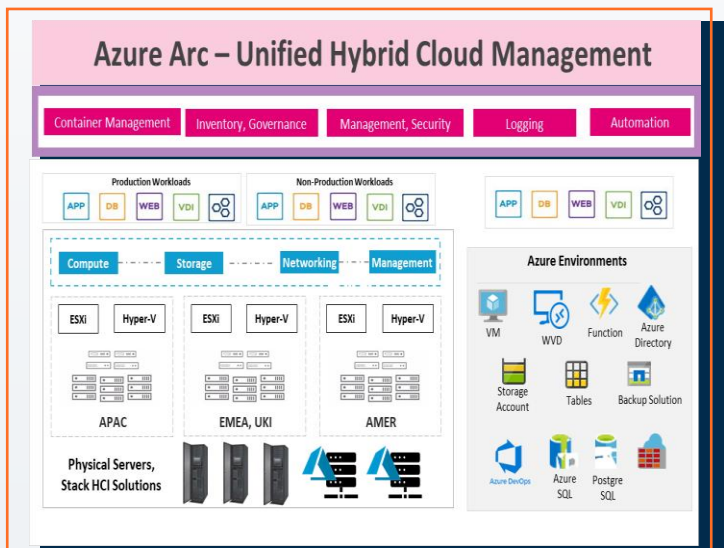 Azure Arc – Unified Hybrid Cloud Management
Container Management
Inventory, Governance
Management, Security
Logging
Automation
Production Workloads
Non-Production Workloads
APP
DB
WEB
VDI
APP
DB
WEB
VDI
APP
DB
WEB
VDI
Compute
Storage
Networking
Management
ESXi
Hyper-V
ESXi
Hyper-V
ESXi
Hyper-V
APAC
EMEA, UKI
AMER
Physical Servers,
Stack HCI Solutions
Azure Environments
VM
WVD
Function
Azure
Directory
Storage
Account
Tables
Backup Solution
Azure DevOps
Azure
SQL
Postgre
SQL